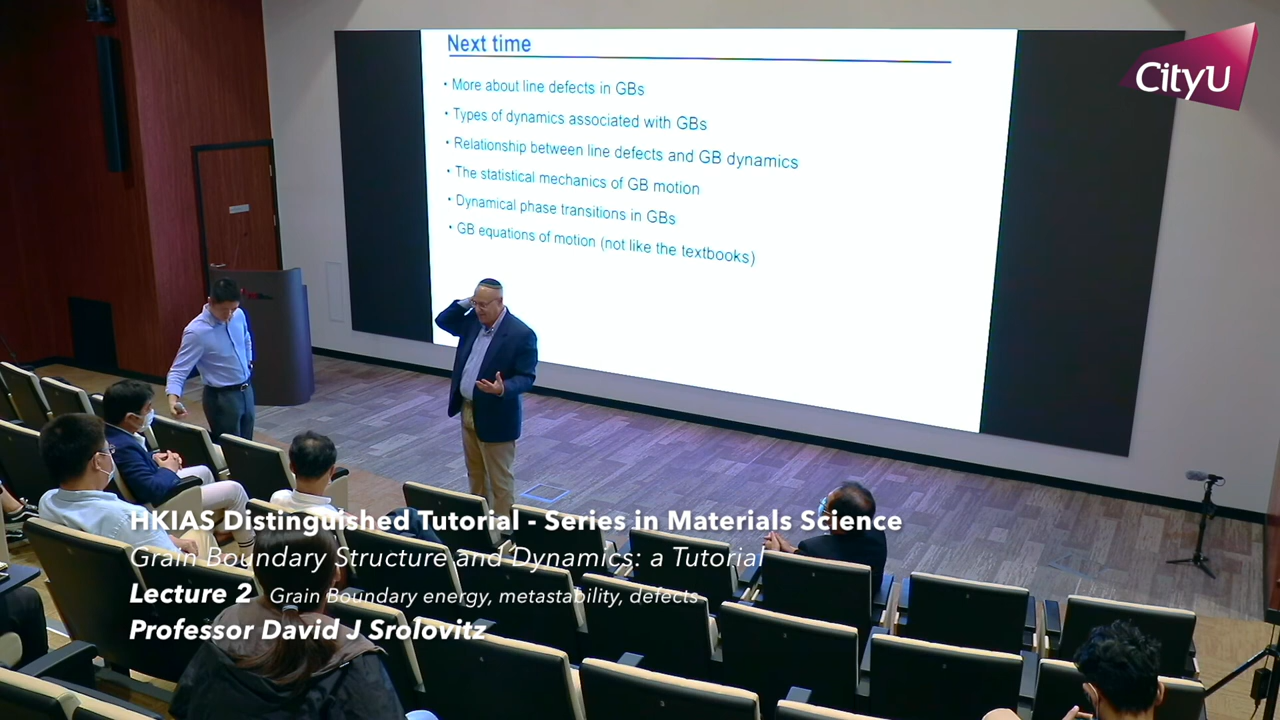 Next time
• More about line defects in GBs
• Types of dynamics associated with GBs
• Relationship between line defects and GB dynamics
• The statistical mechanics of GB motion
• Dynamical phase transitions in GBs
• GB equations of motion (not like the textbooks)
CityU
HKIAS Distinguished Tutorial - Series in Materials Science
Grain Boundary Structure and Dynamics: a Tutorial
Lecture 2 Grain Boundary energy, metastability, defects
Professor David J Srolovitz